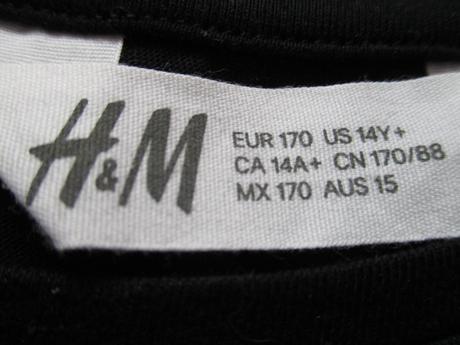 H&M
EUR 170 US 14Y+
CA 14A+ CN 170/88
MX 170 AUS 15